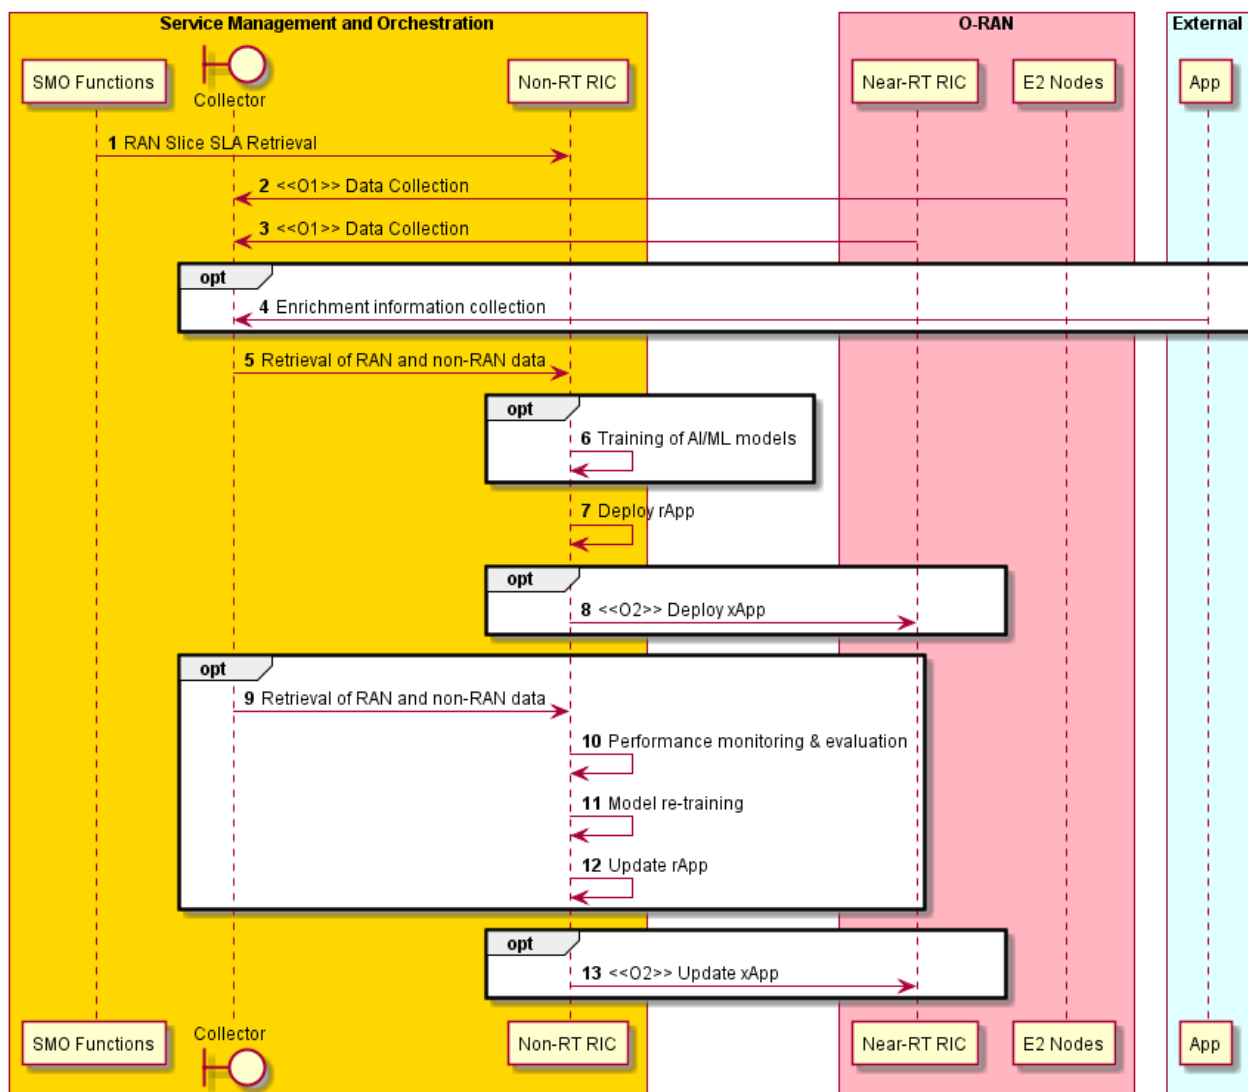 Service Management and Orchestration
O-RAN
External
SMO Functions
Collector
Non-RT RIC
Near-RT RIC
E2 Nodes
App
1 RAN Slice SLA Retrieval
2 <<O1>> Data Collection
3 <<O1>> Data Collection
opt
4 Enrichment information collection
5 Retrieval of RAN and non-RAN data
opt
6 Training of AI/ML models
7 Deploy rApp
opt
8 <<O2>> Deploy xApp
opt
9 Retrieval of RAN and non-RAN data
10 Performance monitoring & evaluation
11 Model re-training
12 Update rApp
opt
13 <<O2>> Update xApp
SMO Functions
Collector
Non-RT RIC
Near-RT RIC
E2 Nodes
App